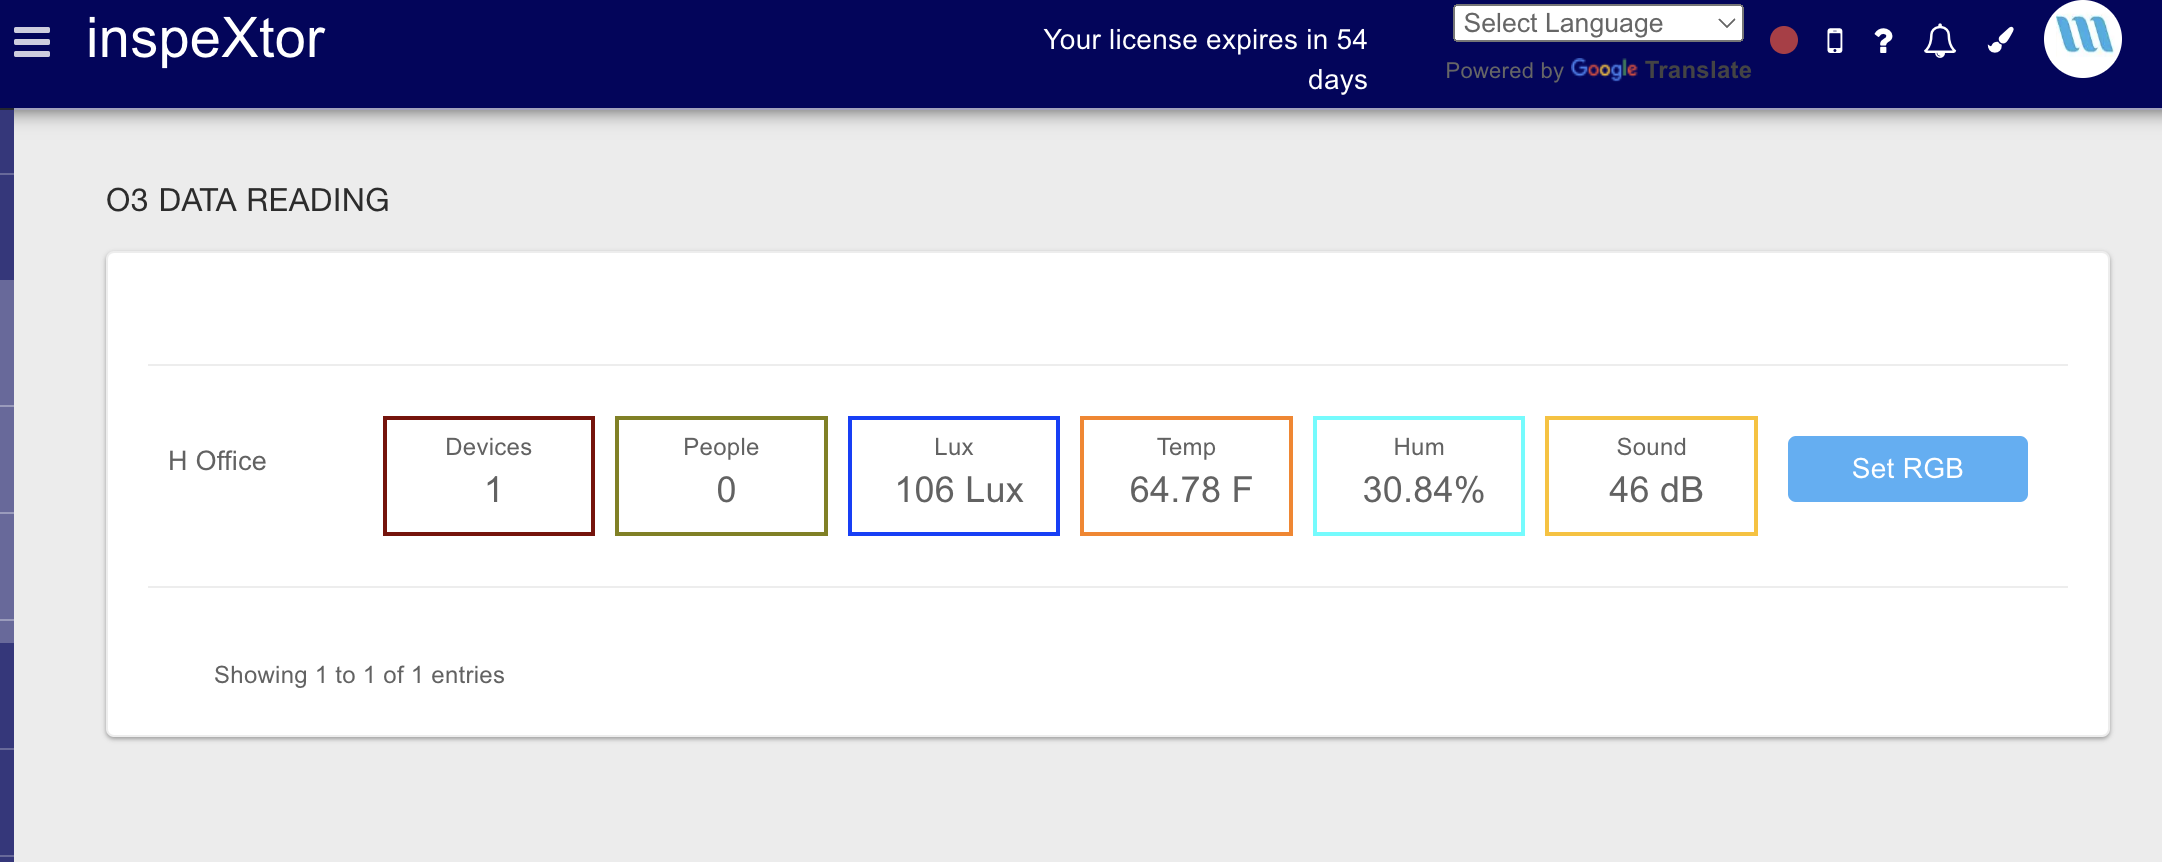 inspeXtor
Your license expires in 54
days
Select Language
Powered by Google Translate
O3 DATA READING
H Office
Devices
1
People
0
Lux
106 Lux
Temp
64.78 F
Hum
30.84%
Sound
46 dB
Set RGB
Showing 1 to 1 of 1 entries